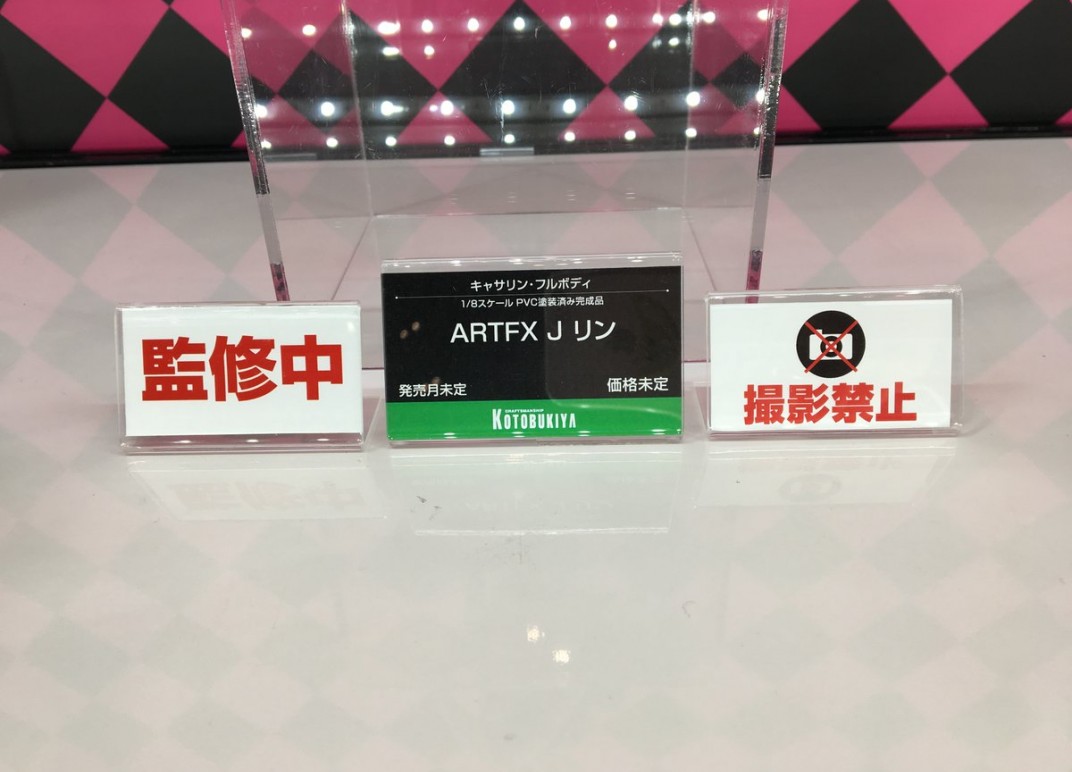 監修中
キャサリン・フルボディ
1/8スケール PVC塗装済み完成品
ARTFX J リン
発売月未定
価格未定
CRAFTSMANSHIP
KOTOBUKIYA
撮影禁止